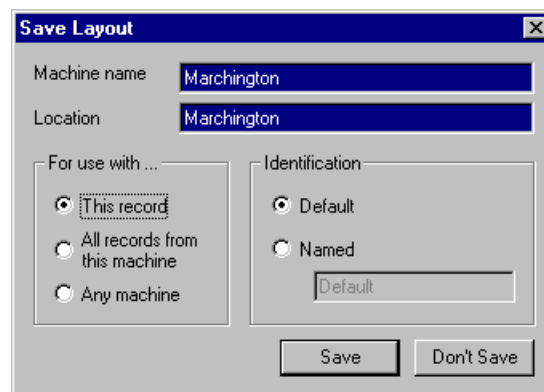 Save Layout
Machine name
Marchington
Location
Marchington
For use with ...
This record
All records from
this machine
Any machine
Identification
Default
Named
Default
Save
Don't Save